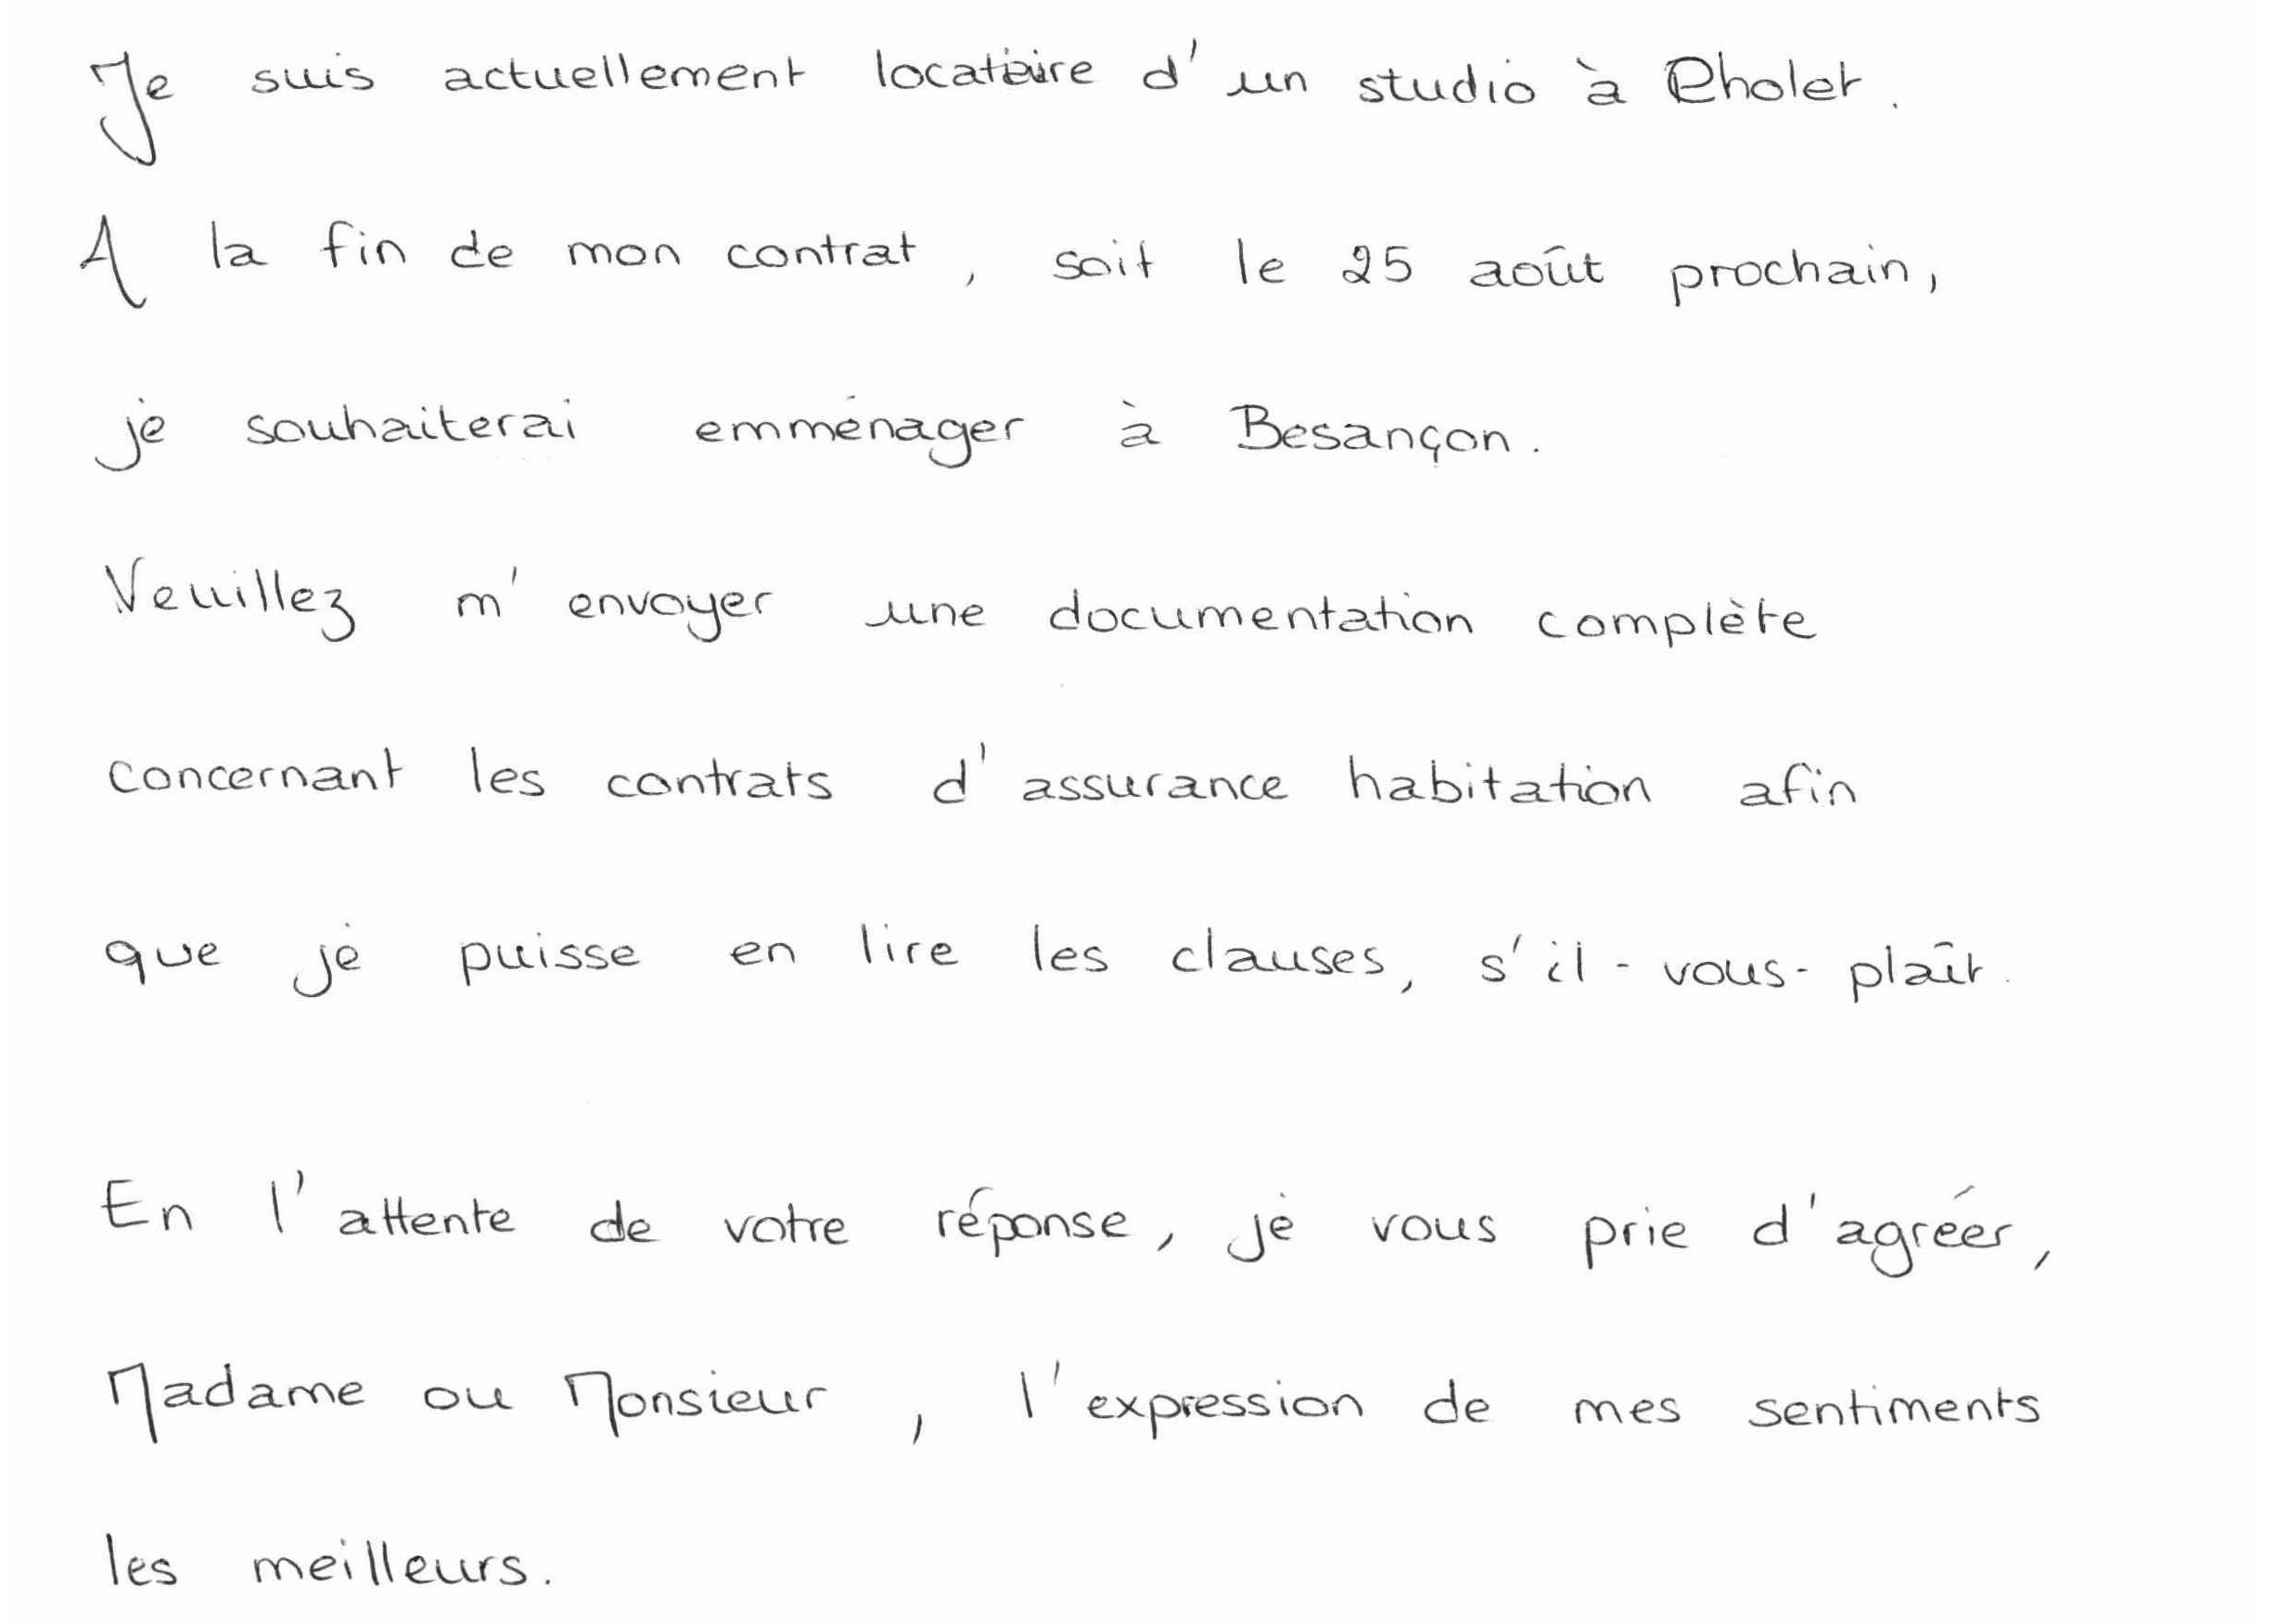 Je suis actuellement locataire d'un studio à Cholet.
A la fin de mon contrat, soit le 25 août prochain,
je souhaiterai emménager à Besançon.
Veuillez m'envoyer une documentation complète
concernant les contrats d'assurance habitation afin
que je puisse en lire les clauses, s'il-vous-plaît.
En l'attente de votre réponse, je vous prie d'agréer,
Madame ou Monsieur, l'expression de mes sentiments
les meilleurs.